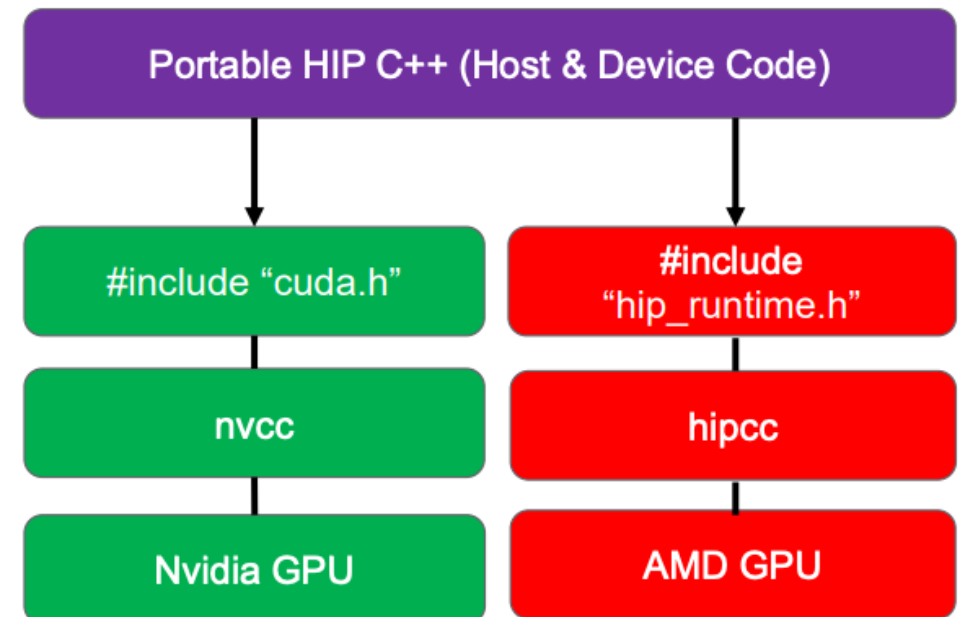 Portable HIP C++ (Host & Device Code)
#include “cuda.h”
#include
“hip_runtime.h”
nvcc
hipcc
Nvidia GPU
AMD GPU